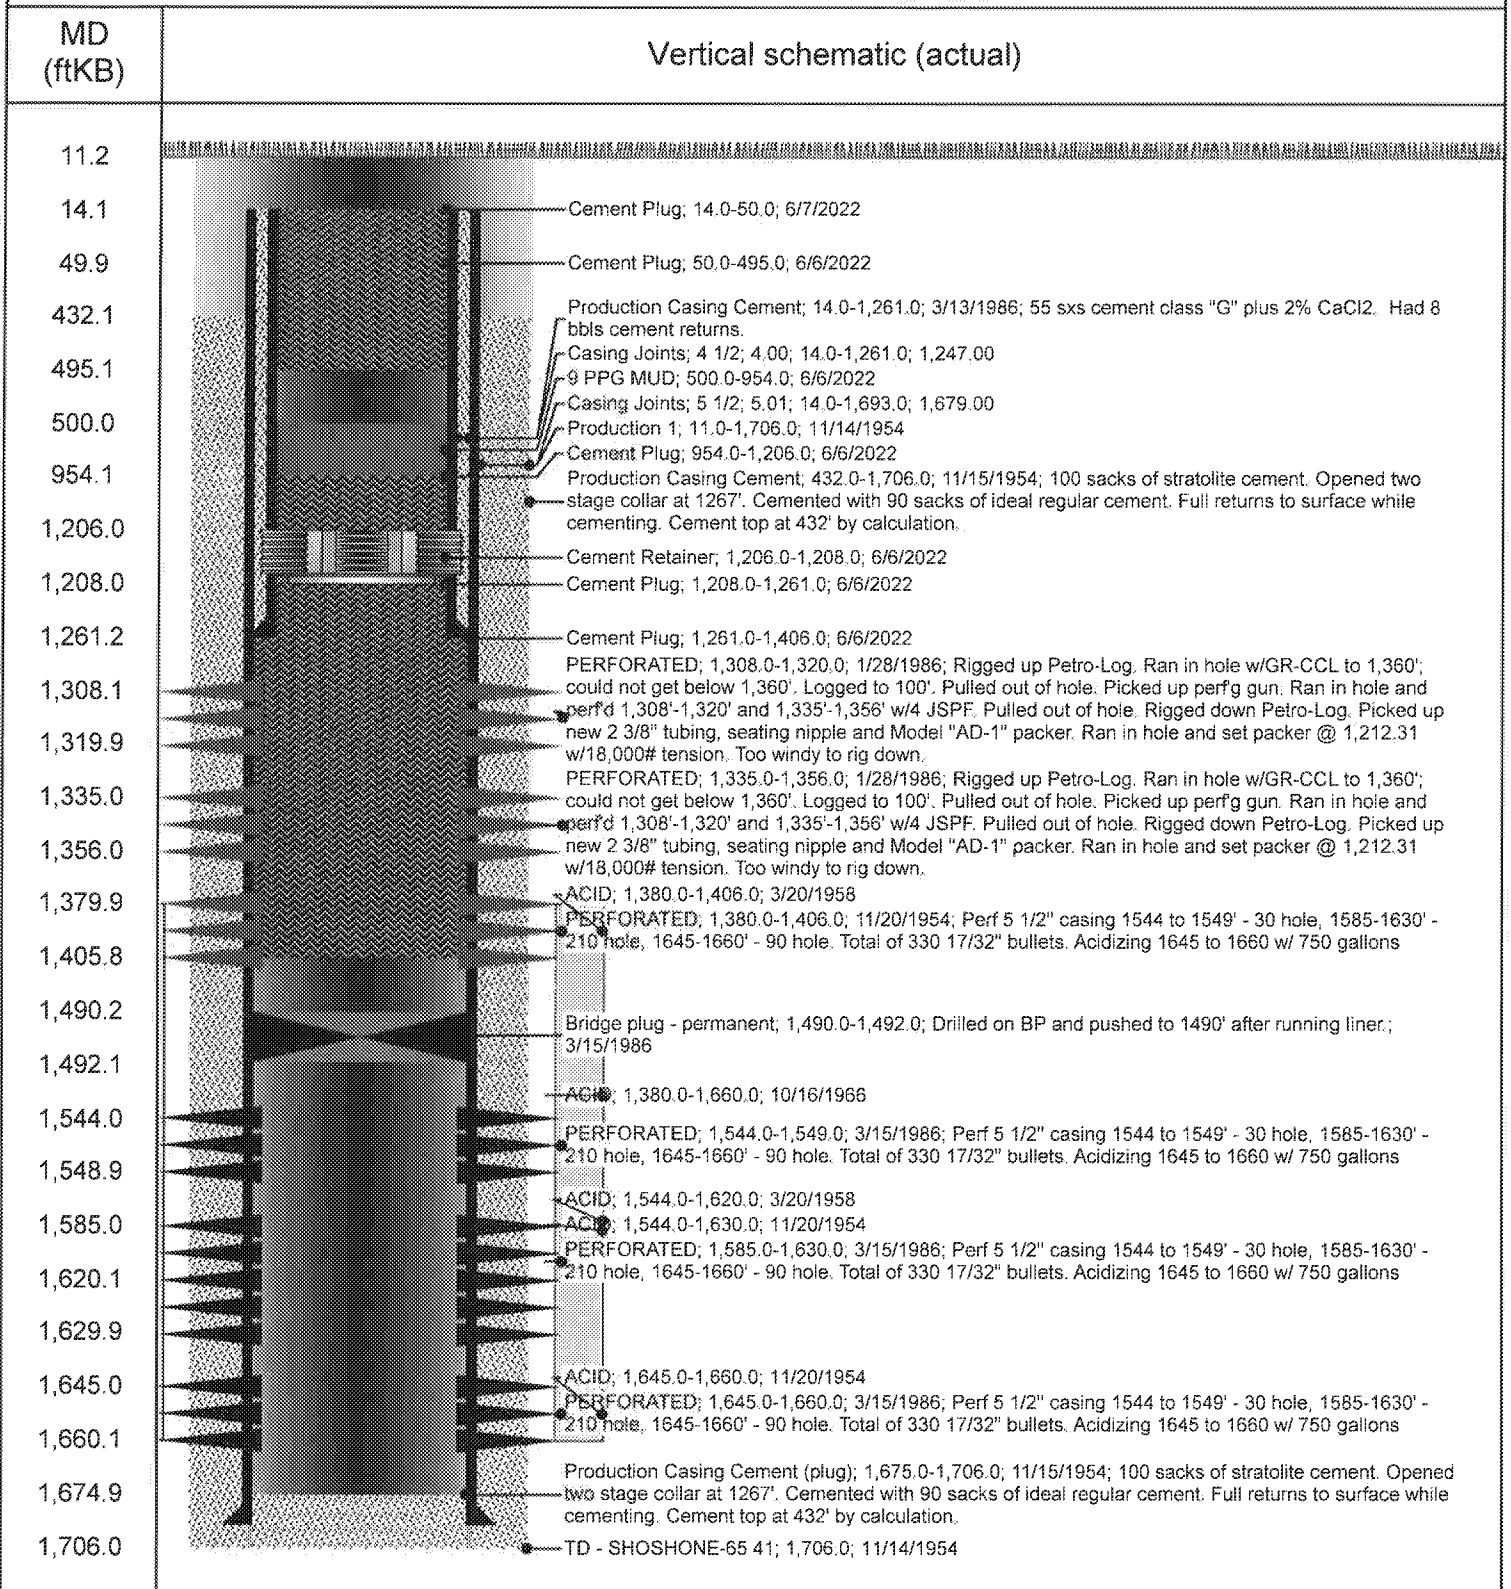 MD
(ftKB)
Vertical schematic (actual)
11.2
14.1
49.9
432.1
495.1
500.0
954.1
1,206.0
1,208.0
1,261.2
1,308.1
1,319.9
1,335.0
1,356.0
1,379.9
1,405.8
1,490.2
1,492.1
1,544.0
1,548.9
1,585.0
1,620.1
1,629.9
1,645.0
1,660.1
1,674.9
1,706.0
Cement Plug; 14.0-50.0; 6/7/2022
Cement Plug; 50.0-495.0; 6/6/2022
Production Casing Cement; 14.0-1,261.0; 3/13/1986; 55 sxs cement class "G" plus 2% CaCl2. Had 8
bbls cement returns.
Casing Joints; 4 1/2; 4.00; 14.0-1,261.0; 1,247.00
9 PPG MUD; 500.0-954.0; 6/6/2022
Casing Joints; 5 1/2; 5.01; 14.0-1,693.0; 1,679.00
Production 1; 11.0-1,706.0; 11/14/1954
Cement Plug; 954.0-1,206.0; 6/6/2022
Production Casing Cement; 432.0-1,706.0; 11/15/1954; 100 sacks of stratolite cement. Opened two
stage collar at 1267'. Cemented with 90 sacks of ideal regular cement. Full returns to surface while
cementing. Cement top at 432' by calculation.
Cement Retainer; 1,206.0-1,208.0; 6/6/2022
Cement Plug; 1,208.0-1,261.0; 6/6/2022
Cement Plug; 1,261.0-1,406.0; 6/6/2022
PERFORATED; 1,308.0-1,320.0; 1/28/1986; Rigged up Petro-Log. Ran in hole w/GR-CCL to 1,360';
could not get below 1,360'. Logged to 100'. Pulled out of hole. Picked up perf'g gun. Ran in hole and
perf'd 1,308'-1,320' and 1,335'-1,356' w/4 JSPF. Pulled out of hole. Rigged down Petro-Log. Picked up
new 2 3/8" tubing, seating nipple and Model "AD-1" packer. Ran in hole and set packer @ 1,212.31
w/18,000# tension. Too windy to rig down.
PERFORATED; 1,335.0-1,356.0; 1/28/1986; Rigged up Petro-Log. Ran in hole w/GR-CCL to 1,360';
could not get below 1,360'. Logged to 100'. Pulled out of hole. Picked up perf'g gun. Ran in hole and
perf'd 1,308'-1,320' and 1,335'-1,356' w/4 JSPF. Pulled out of hole. Rigged down Petro-Log. Picked up
new 2 3/8" tubing, seating nipple and Model "AD-1" packer. Ran in hole and set packer @ 1,212.31
w/18,000# tension. Too windy to rig down.
ACID; 1,380.0-1,406.0; 3/20/1958
PERFORATED; 1,380.0-1,406.0; 11/20/1954; Perf 5 1/2" casing 1544 to 1549' - 30 hole, 1585-1630' -
210 hole, 1645-1660' - 90 hole. Total of 330 17/32" bullets. Acidizing 1645 to 1660 w/ 750 gallons
Bridge plug - permanent; 1,490.0-1,492.0; Drilled on BP and pushed to 1490' after running liner.;
3/15/1986
ACID; 1,380.0-1,660.0; 10/16/1966
PERFORATED; 1,544.0-1,549.0; 3/15/1986; Perf 5 1/2" casing 1544 to 1549' - 30 hole, 1585-1630' -
210 hole, 1645-1660' - 90 hole. Total of 330 17/32" bullets. Acidizing 1645 to 1660 w/ 750 gallons
ACID; 1,544.0-1,620.0; 3/20/1958
ACID; 1,544.0-1,630.0; 11/20/1954
PERFORATED; 1,585.0-1,630.0; 3/15/1986; Perf 5 1/2" casing 1544 to 1549' - 30 hole, 1585-1630' -
210 hole, 1645-1660' - 90 hole. Total of 330 17/32" bullets. Acidizing 1645 to 1660 w/ 750 gallons
ACID; 1,645.0-1,660.0; 11/20/1954
PERFORATED; 1,645.0-1,660.0; 3/15/1986; Perf 5 1/2" casing 1544 to 1549' - 30 hole, 1585-1630' -
210 hole, 1645-1660' - 90 hole. Total of 330 17/32" bullets. Acidizing 1645 to 1660 w/ 750 gallons
Production Casing Cement (plug); 1,675.0-1,706.0; 11/15/1954; 100 sacks of stratolite cement. Opened
two stage collar at 1267'. Cemented with 90 sacks of ideal regular cement. Full returns to surface while
cementing. Cement top at 432' by calculation.
TD - SHOSHONE-65 41; 1,706.0; 11/14/1954